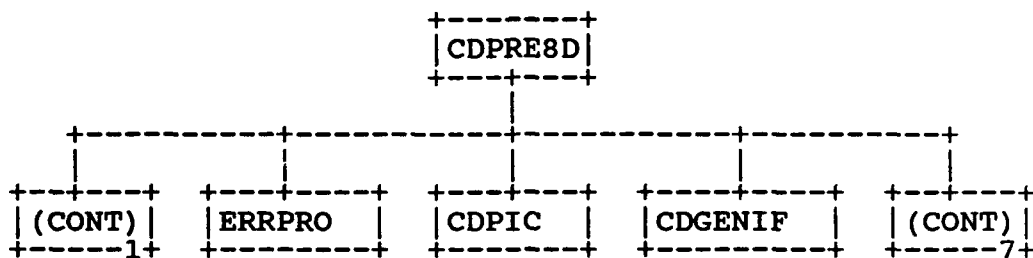 CDPRE8D
(CONT) ERRPRO CDPIC CDGENIF (CONT)
1 7